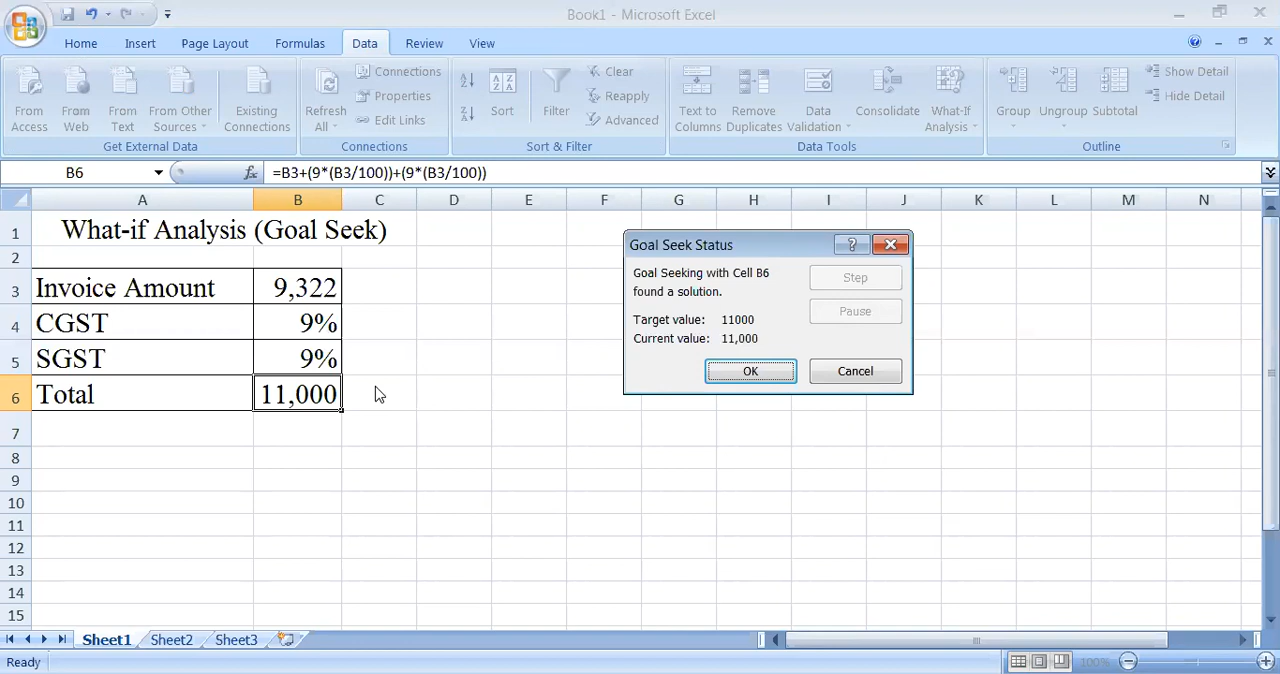 Book1 - Microsoft Excel
Home Insert Page Layout Formulas Data Review View
From Access
From Web
From Text
From Other Sources
Existing Connections
Get External Data
Refresh All
Connections
Properties
Edit Links
Connections
Sort
Filter
Clear
Reapply
Advanced
Sort & Filter
Text to Columns
Remove Duplicates
Data Validation
Consolidate
What-If Analysis
Data Tools
Group
Ungroup
Subtotal
Show Detail
Hide Detail
Outline
B6 fx =B3+(9*(B3/100))+(9*(B3/100))
A B C D E F G H I J K L M N
1 What-if Analysis (Goal Seek)
2
3 Invoice Amount 9,322
4 CGST 9%
5 SGST 9%
6 Total 11,000
7
8
9
10
11
12
13
14
15
Goal Seek Status
Goal Seeking with Cell B6
found a solution.
Target value: 11000
Current value: 11,000
Step
Pause
OK
Cancel
Sheet1 Sheet2 Sheet3
Ready 100%